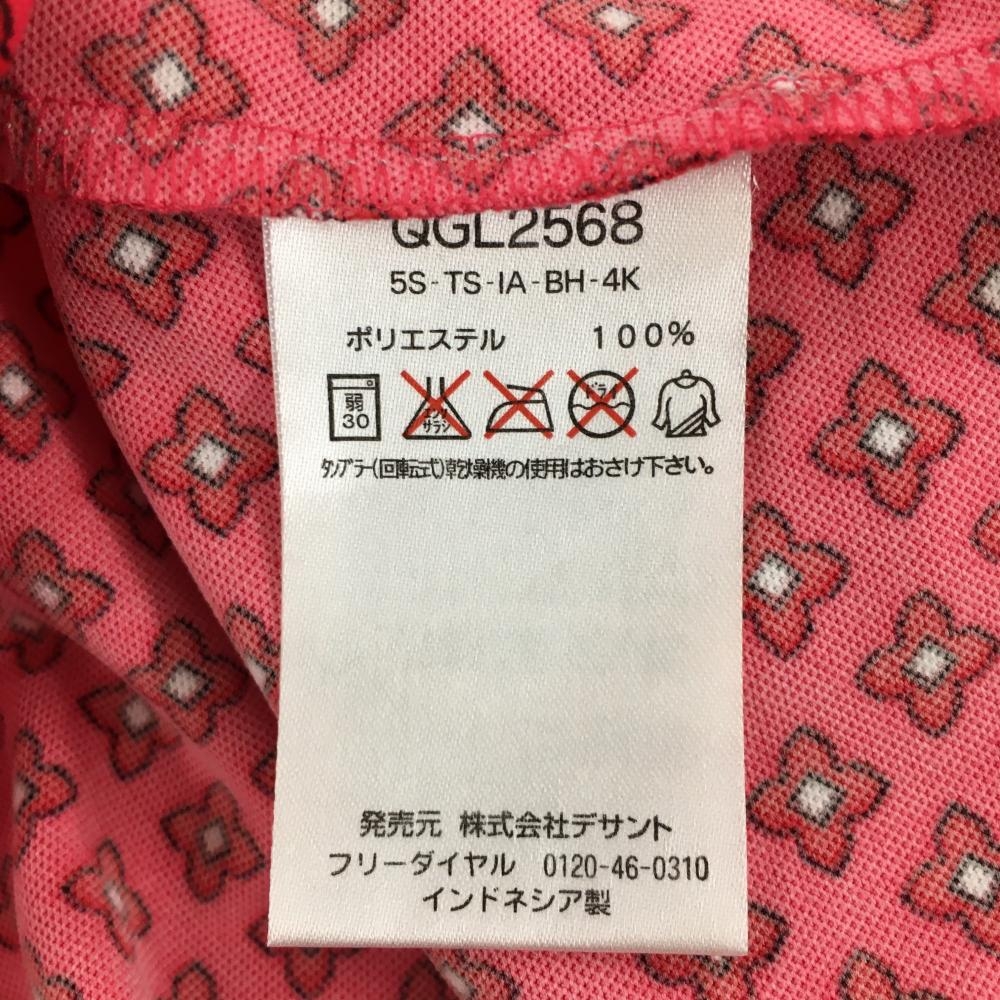 QGL2568
5S-TS-IA-BH-4K
ポリエステル 100%
弱 30 エンソ サラシ ドライ
タンブラー(回転式)乾燥機の使用はおさけ下さい。
発売元 株式会社デサント
フリーダイヤル 0120-46-0310
インドネシア製